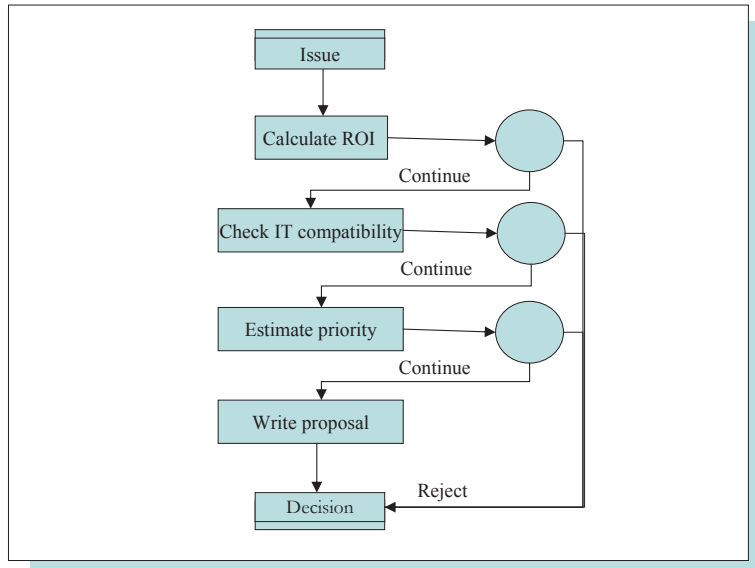 Issue
Calculate ROI
Continue
Check IT compatibility
Continue
Estimate priority
Continue
Write proposal
Reject
Decision